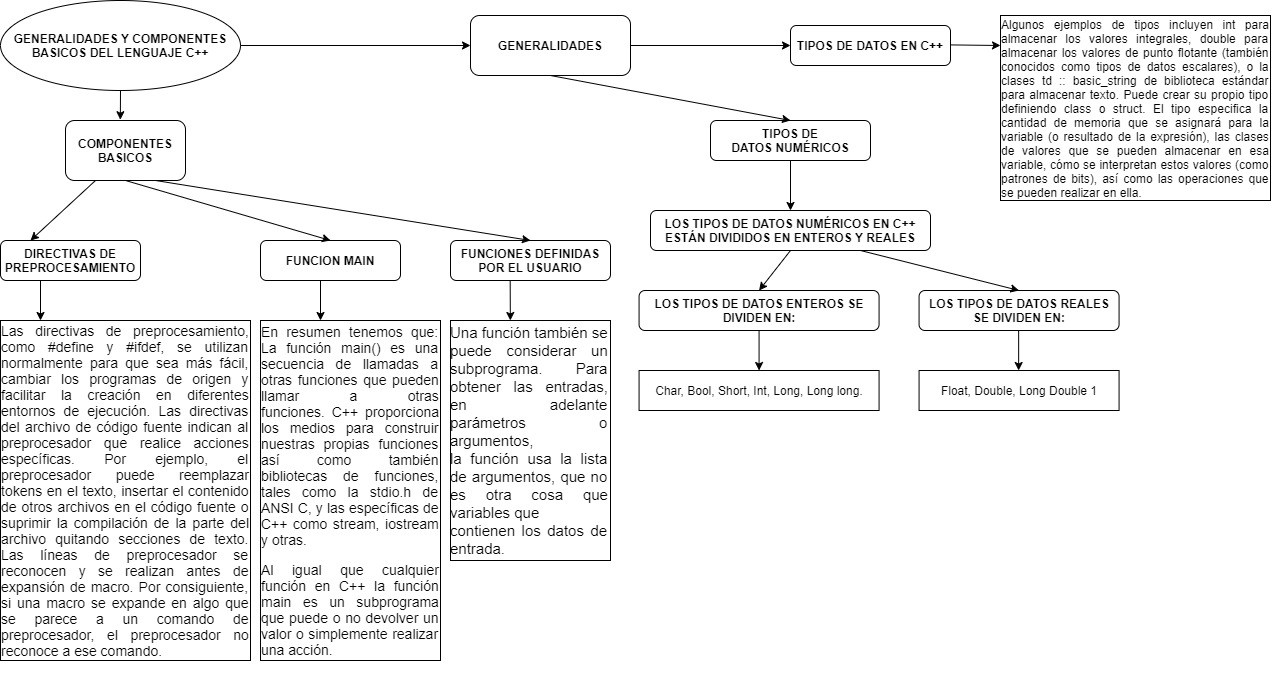 GENERALIDADES Y COMPONENTES
BASICOS DEL LENGUAJE C++
GENERALIDADES
TIPOS DE DATOS EN C++
Algunos ejemplos de tipos incluyen int para
almacenar los valores integrales, double para
almacenar los valores de punto flotante (también
conocidos como tipos de datos escalares), o la
clases td :: basic_string de biblioteca estándar
para almacenar texto. Puede crear su propio tipo
definiendo class o struct. El tipo especifica la
cantidad de memoria que se asignará para la
variable (o resultado de la expresión), las clases
de valores que se pueden almacenar en esa
variable, cómo se interpretan estos valores (como
patrones de bits), así como las operaciones que
se pueden realizar en ella.
COMPONENTES
BASICOS
TIPOS DE
DATOS NUMÉRICOS
LOS TIPOS DE DATOS NUMÉRICOS EN C++
ESTÁN DIVIDIDOS EN ENTEROS Y REALES
DIRECTIVAS DE
PREPROCESAMIENTO
FUNCION MAIN
FUNCIONES DEFINIDAS
POR EL USUARIO
LOS TIPOS DE DATOS ENTEROS SE
DIVIDEN EN:
LOS TIPOS DE DATOS REALES
SE DIVIDEN EN:
Char, Bool, Short, Int, Long, Long long.
Float, Double, Long Double 1
Las directivas de preprocesamiento,
como #define y #ifdef, se utilizan
normalmente para que sea más fácil,
cambiar los programas de origen y
facilitar la creación en diferentes
entornos de ejecución. Las directivas
del archivo de código fuente indican al
preprocesador que realice acciones
específicas. Por ejemplo, el
preprocesador puede reemplazar
tokens en el texto, insertar el contenido
de otros archivos en el código fuente o
suprimir la compilación de la parte del
archivo quitando secciones de texto.
Las líneas de preprocesador se
reconocen y se realizan antes de
expansión de macro. Por consiguiente,
si una macro se expande en algo que
se parece a un comando de
preprocesador, el preprocesador no
reconoce a ese comando.
En resumen tenemos que:
La función main() es una
secuencia de llamadas a
otras funciones que pueden
llamar a otras
funciones. C++ proporciona
los medios para construir
nuestras propias funciones
así como también
bibliotecas de funciones,
tales como la stdio.h de
ANSI C, y las específicas de
C++ como stream, iostream
y otras.
Al igual que cualquier
función en C++ la función
main es un subprograma
que puede o no devolver un
valor o simplemente realizar
una acción.
Una función también se
puede considerar un
subprograma. Para
obtener las entradas,
en adelante
parámetros o
argumentos,
la función usa la lista
de argumentos, que no
es otra cosa que
variables que
contienen los datos de
entrada.